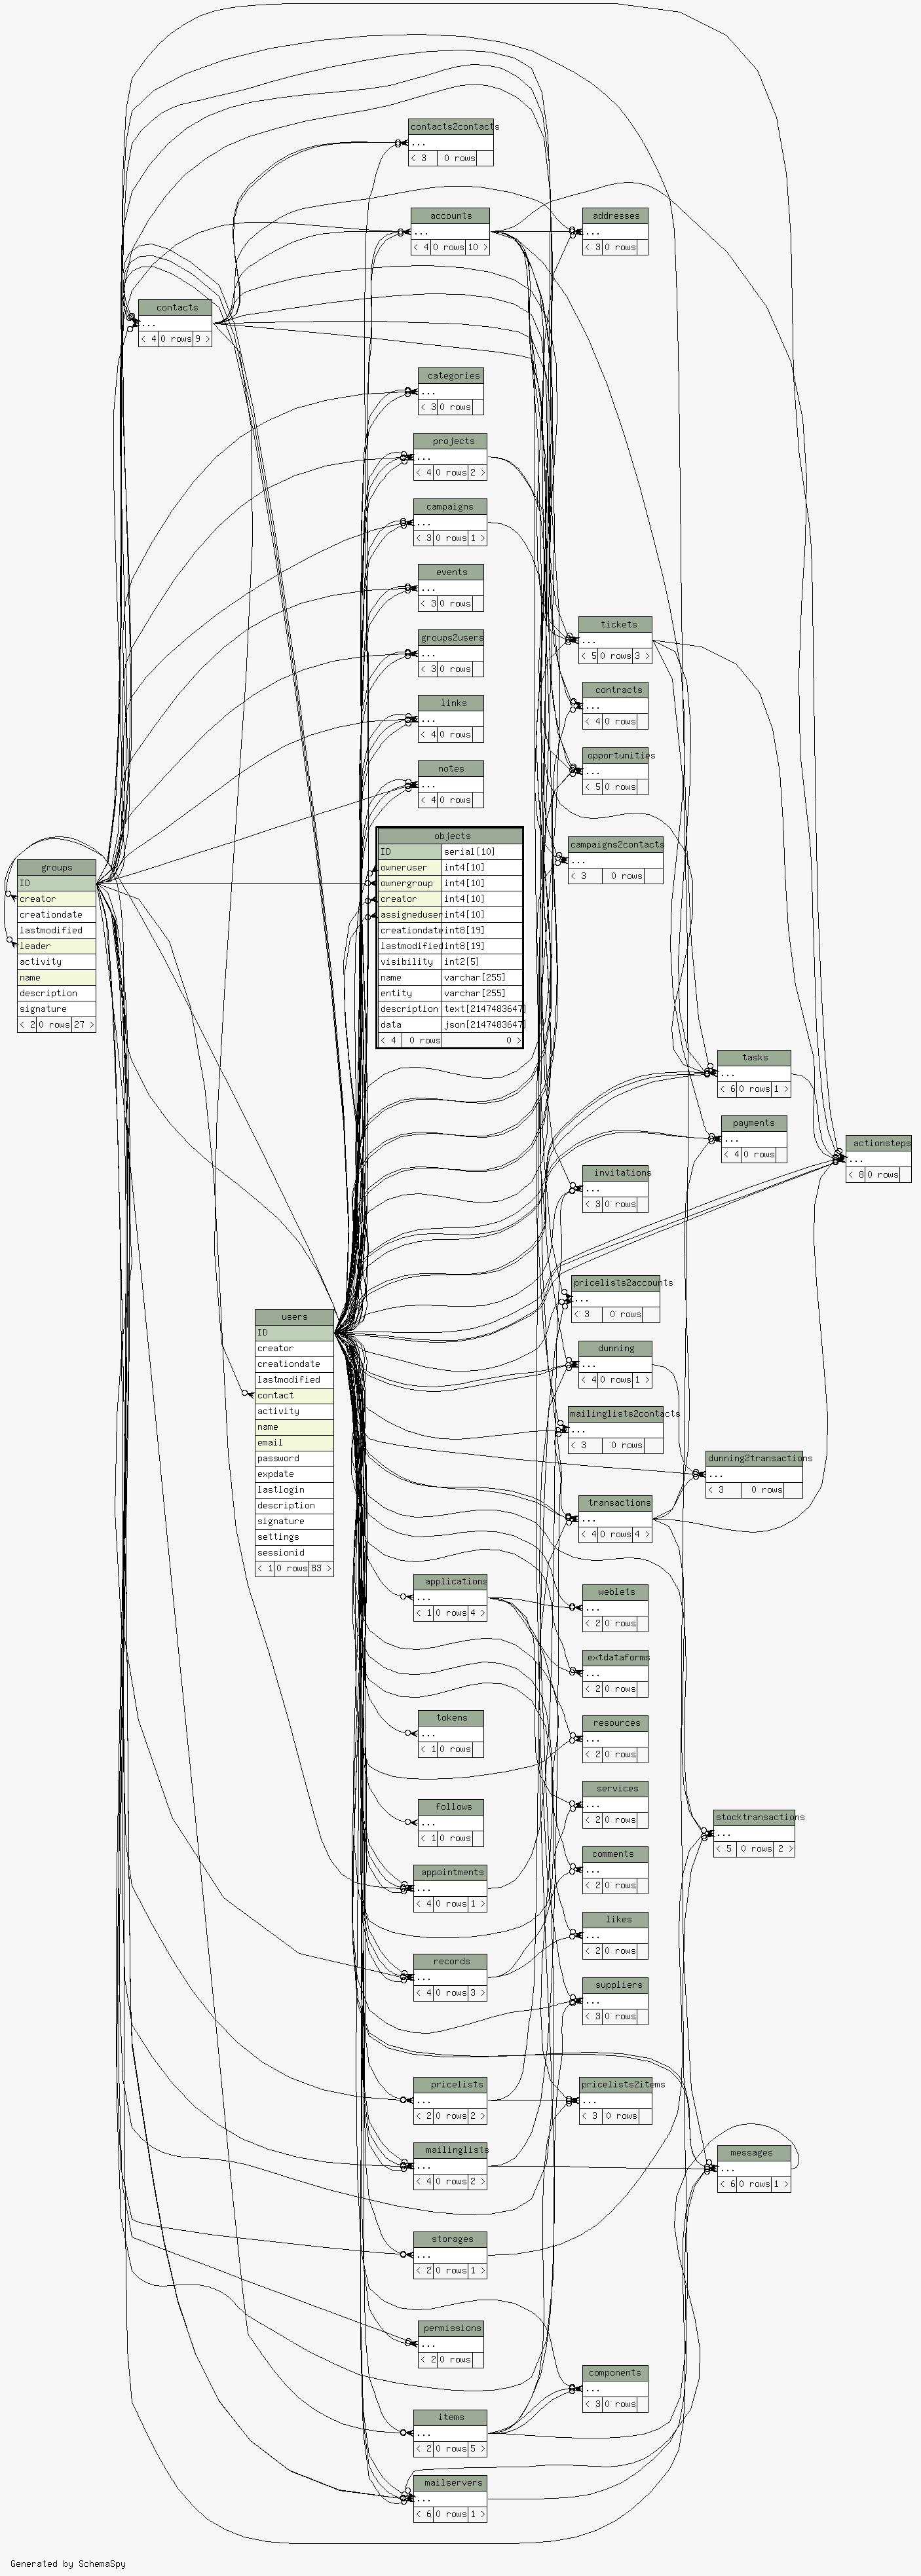 contacts2contacts
...
< 3 0 rows
accounts
...
< 4 0 rows 10 >
addresses
...
< 3 0 rows
contacts
...
< 4 0 rows 9 >
categories
...
< 3 0 rows
projects
...
< 4 0 rows 2 >
campaigns
...
< 3 0 rows 1 >
events
...
< 3 0 rows
groups2users
...
< 3 0 rows
links
...
< 4 0 rows
notes
...
< 4 0 rows
tickets
...
< 5 0 rows 3 >
contracts
...
< 4 0 rows
opportunities
...
< 5 0 rows
campaigns2contacts
...
< 3 0 rows
objects
ID serial[10]
owneruser int4[10]
ownergroup int4[10]
creator int4[10]
assigneduser int4[10]
creationdate int8[19]
lastmodified int8[19]
visibility int2[5]
name varchar[255]
entity varchar[255]
description text[2147483647]
data json[2147483647]
< 4 0 rows 0 >
groups
ID
creator
creationdate
lastmodified
leader
activity
name
description
signature
< 2 0 rows 27 >
tasks
...
< 6 0 rows 1 >
payments
...
< 4 0 rows
actionsteps
...
< 8 0 rows
invitations
...
< 3 0 rows
pricelists2accounts
...
< 3 0 rows
dunning
...
< 4 0 rows 1 >
mailinglists2contacts
...
< 3 0 rows
dunning2transactions
...
< 3 0 rows
transactions
...
< 4 0 rows 4 >
users
ID
creator
creationdate
lastmodified
contact
activity
name
email
password
expdate
lastlogin
description
signature
settings
sessionid
< 1 0 rows 83 >
applications
...
< 1 0 rows 4 >
weblets
...
< 2 0 rows
extdataforms
...
< 2 0 rows
tokens
...
< 1 0 rows
resources
...
< 2 0 rows
services
...
< 2 0 rows
follows
...
< 1 0 rows
stocktransactions
...
< 5 0 rows 2 >
comments
...
< 2 0 rows
appointments
...
< 4 0 rows 1 >
likes
...
< 2 0 rows
records
...
< 4 0 rows 3 >
suppliers
...
< 3 0 rows
pricelists
...
< 2 0 rows 2 >
pricelists2items
...
< 3 0 rows
mailinglists
...
< 4 0 rows 2 >
messages
...
< 6 0 rows 1 >
storages
...
< 2 0 rows 1 >
permissions
...
< 2 0 rows
components
...
< 3 0 rows
items
...
< 2 0 rows 5 >
mailservers
...
< 6 0 rows 1 >
Generated by SchemaSpy